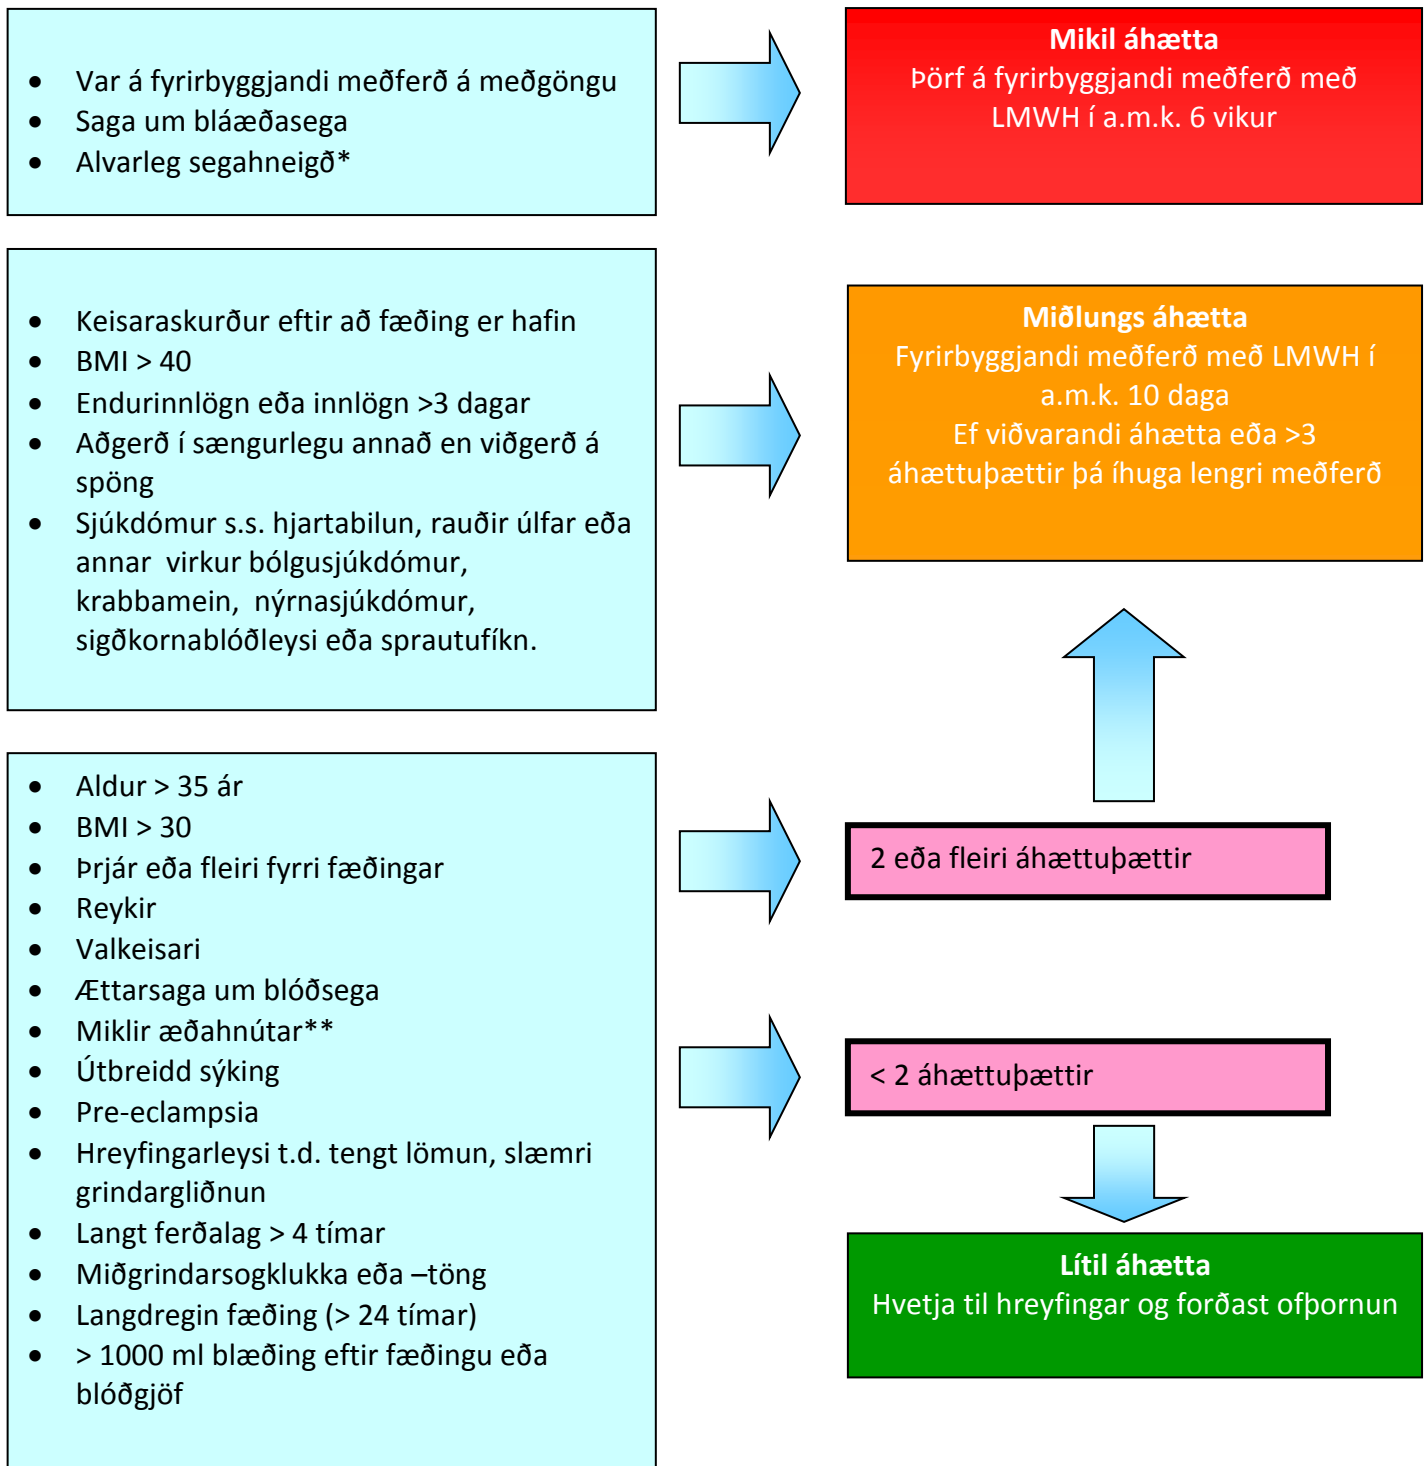 • Var á fyrirbyggjandi meðferð á meðgöngu
• Saga um bláæðasega
• Alvarleg segahneigð*
Mikil áhætta
Þörf á fyrirbyggjandi meðferð með
LMWH í a.m.k. 6 vikur
• Keisaraskurður eftir að fæðing er hafin
• BMI > 40
• Endurinnlögn eða innlögn >3 dagar
• Aðgerð í sængurlegu annað en viðgerð á
spöng
• Sjúkdómur s.s. hjartabilun, rauðir úlfar eða
annar virkur bólgusjúkdómur,
krabbamein, nýrnasjúkdómur,
sigðkornablóðleysi eða sprautufíkn.
Miðlungs áhætta
Fyrirbyggjandi meðferð með LMWH í
a.m.k. 10 daga
Ef viðvarandi áhætta eða >3
áhættuþættir þá íhuga lengri meðferð
• Aldur > 35 ár
• BMI > 30
• Þrjár eða fleiri fyrri fæðingar
• Reykir
• Valkeisari
• Ættarsaga um blóðsega
• Miklir æðahnútar**
• Útbreidd sýking
• Pre-eclampsia
• Hreyfingarleysi t.d. tengt lömun, slæmri
grindargliðnun
• Langt ferðalag > 4 tímar
• Miðgrindarsogklukka eða –töng
• Langdregin fæðing (> 24 tímar)
• > 1000 ml blæðing eftir fæðingu eða
blóðgjöf
2 eða fleiri áhættuþættir
< 2 áhættuþættir
Lítil áhætta
Hvetja til hreyfingar og forðast ofþornun